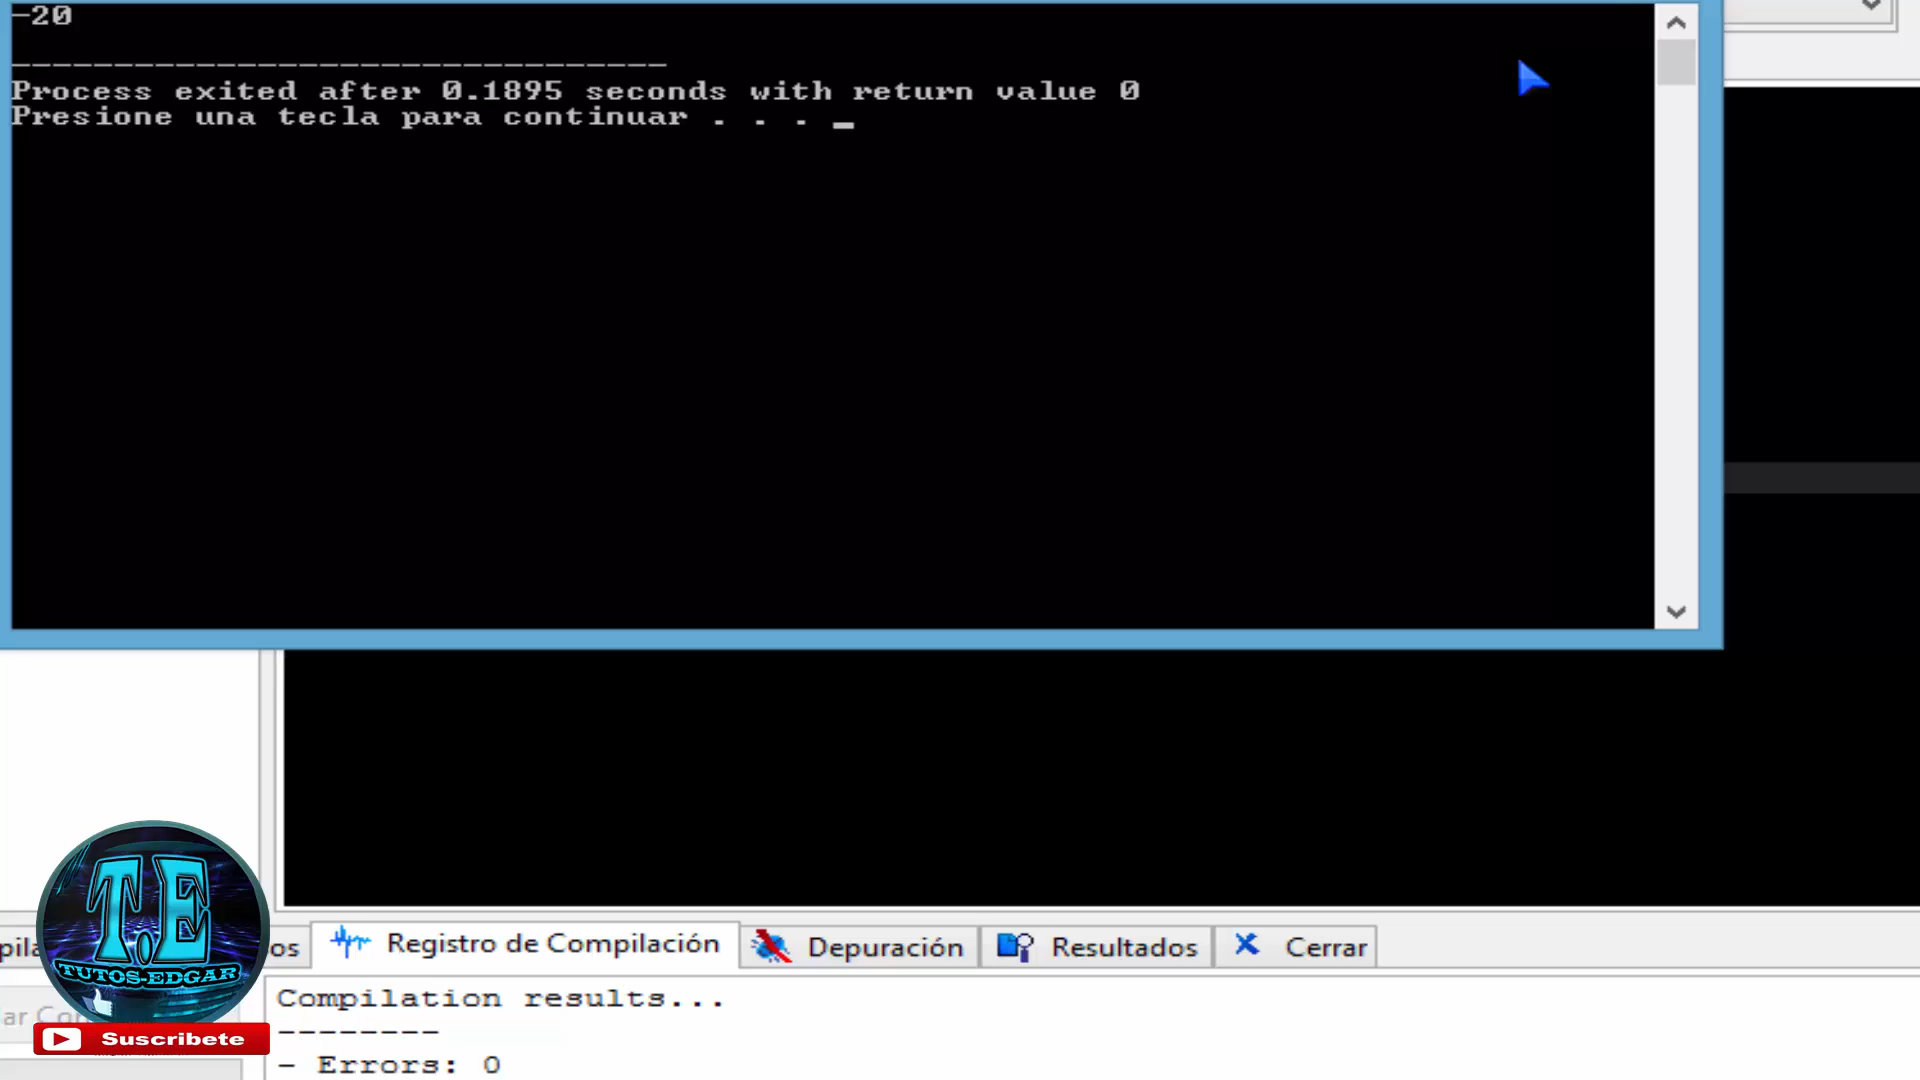 -20
--------------------------------
Process exited after 0.1895 seconds with return value 0
Presione una tecla para continuar . . . _
os
Registro de Compilación
Depuración
Resultados
Cerrar
T.E
TUTOS-EDGAR
Suscribete
Compilation results...
--------
- Errors: 0